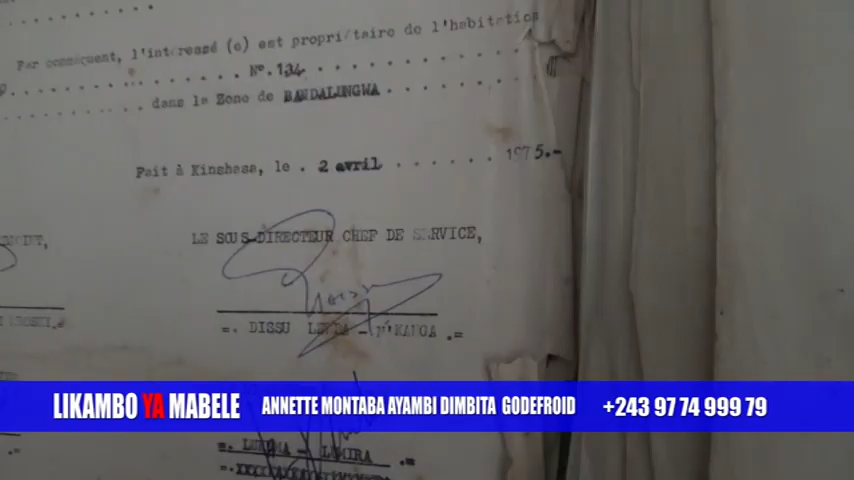 Par conséquent, l'intéressé (e) est propriétaire de l'habitation
N°. 134
dans la Zone de BANDALUNGWA
Fait à Kinshasa, le . 2 avril . . . . . . 1975.-
LE SOUS-DIRECTEUR CHEF DE SERVICE,
=. DISSU - N'KANGA .=
LIKAMBO YA MABELE ANNETTE MONTABA AYAMBI DIMBITA GODEFROID +243 97 74 999 79
=. - LUMIRA .=